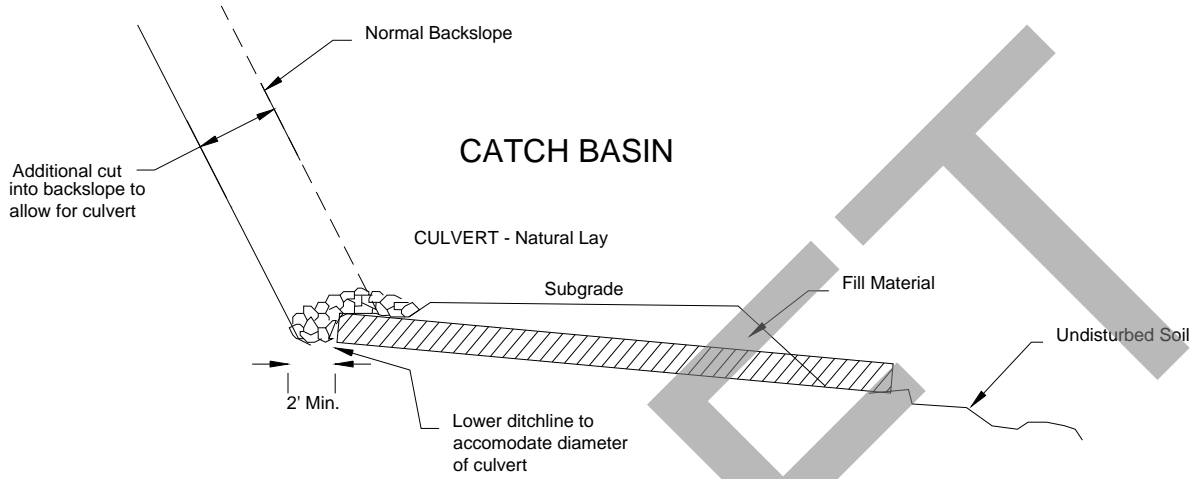 Normal Backslope
CATCH BASIN
Additional cut
into backslope to
allow for culvert
CULVERT - Natural Lay
Subgrade
Fill Material
Undisturbed Soil
2' Min.
Lower ditchline to
accomodate diameter
of culvert